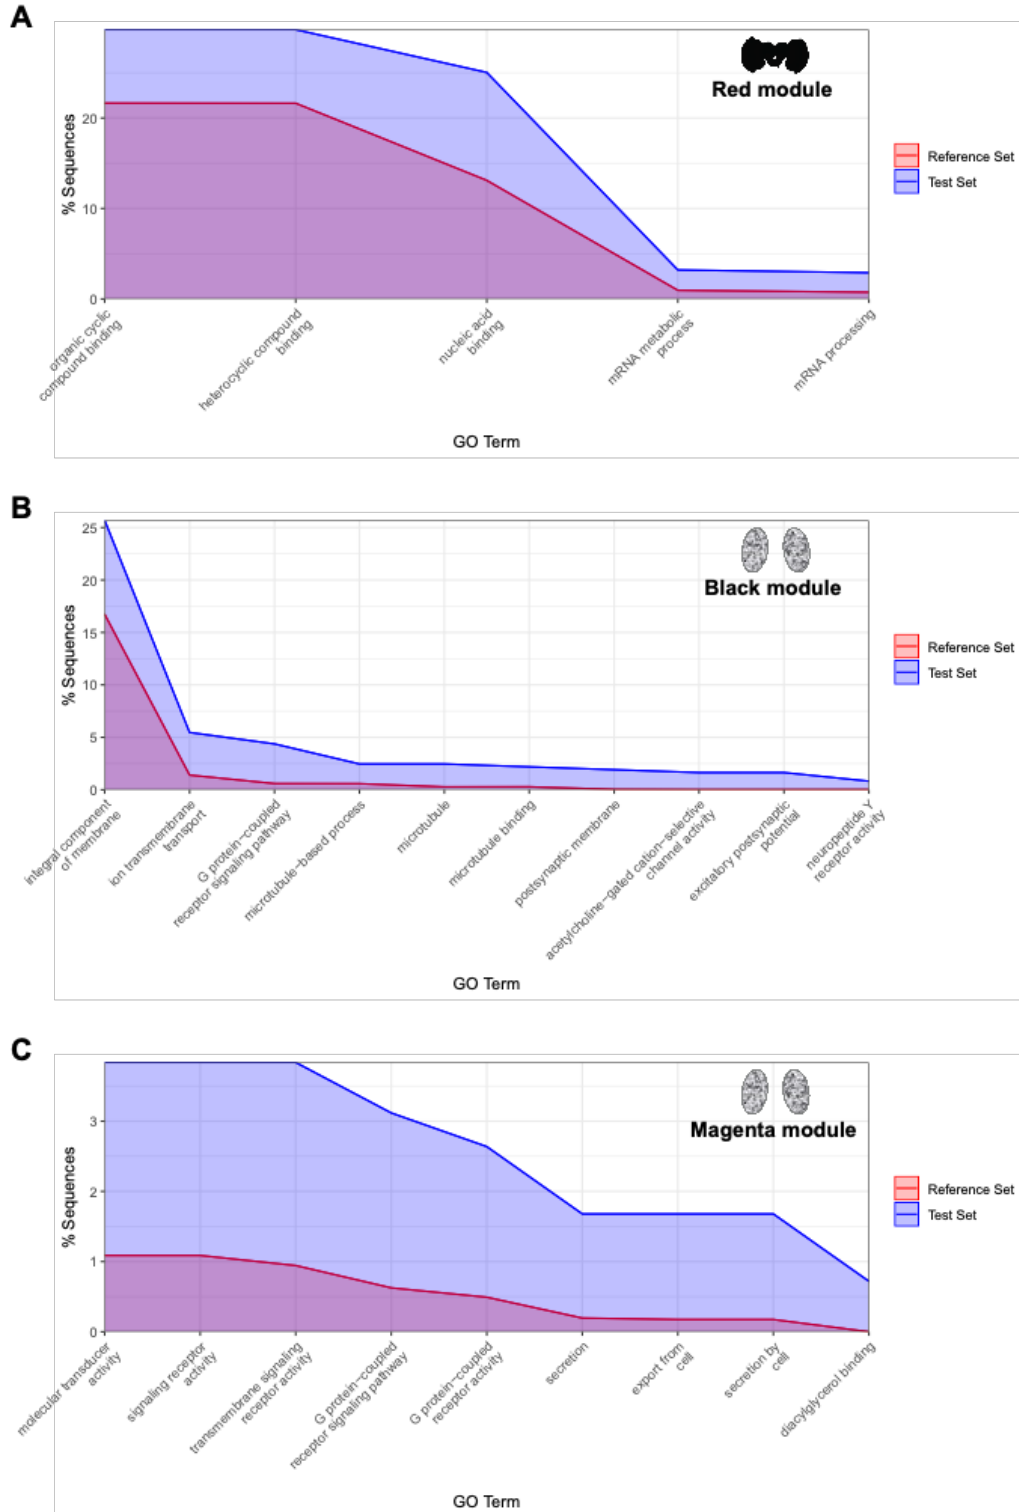 A
Red module
% Sequences
20
10
0
Reference Set
Test Set
organic cyclic
compound binding
heterocyclic compound
binding
nucleic acid
binding
mRNA metabolic
process
mRNA processing
GO Term
B
Black module
% Sequences
25
20
15
10
5
0
Reference Set
Test Set
integral component
of membrane
ion transmembrane
transport
G protein−coupled
receptor signaling pathway
microtubule−based process
microtubule
microtubule binding
postsynaptic membrane
acetylcholine−gated cation−selective
channel activity
excitatory postsynaptic
potential
neuropeptide Y
receptor activity
GO Term
C
Magenta module
% Sequences
3
2
1
0
Reference Set
Test Set
molecular transducer
activity
signaling receptor
activity
transmembrane signaling
receptor activity
G protein−coupled
receptor signaling pathway
G protein−coupled
receptor activity
secretion
export from
cell
secretion by
cell
diacylglycerol binding
GO Term